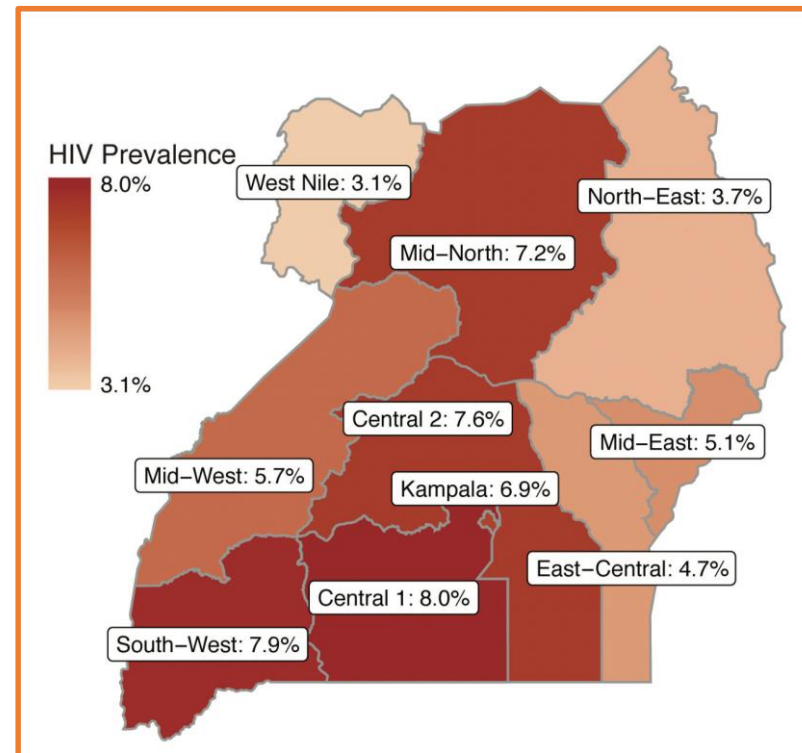 HIV Prevalence
8.0%
3.1%
West Nile: 3.1%
North−East: 3.7%
Mid−North: 7.2%
Central 2: 7.6%
Mid−East: 5.1%
Mid−West: 5.7%
Kampala: 6.9%
East−Central: 4.7%
Central 1: 8.0%
South−West: 7.9%